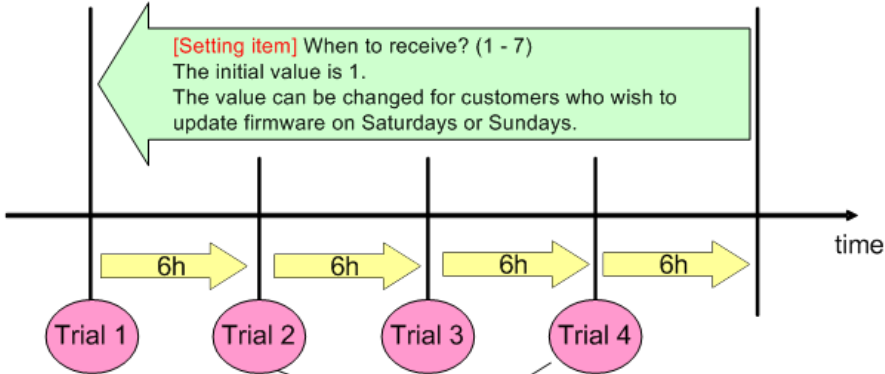 [Setting item] When to receive? (1 - 7)
The initial value is 1.
The value can be changed for customers who wish to
update firmware on Saturdays or Sundays.
time
6h
6h
6h
6h
Trial 1
Trial 2
Trial 3
Trial 4